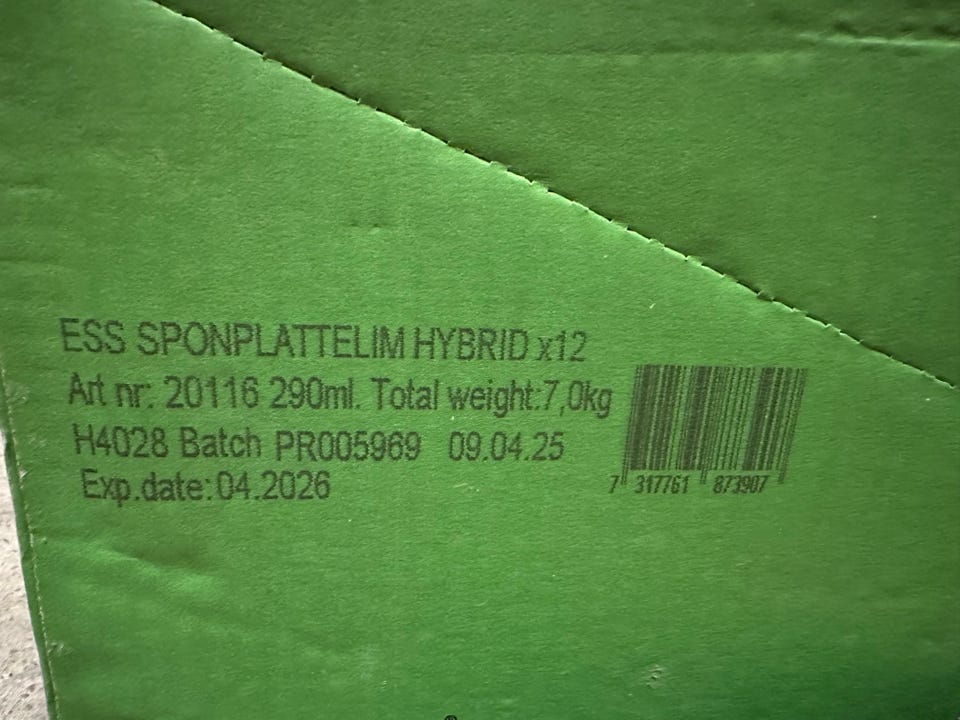 ESS SPONPLATTELIM HYBRID x12
Art nr: 20116 290ml. Total weight:7,0kg
H4028 Batch PR005969 09.04.25
Exp.date:04.2026
7 317761 873907